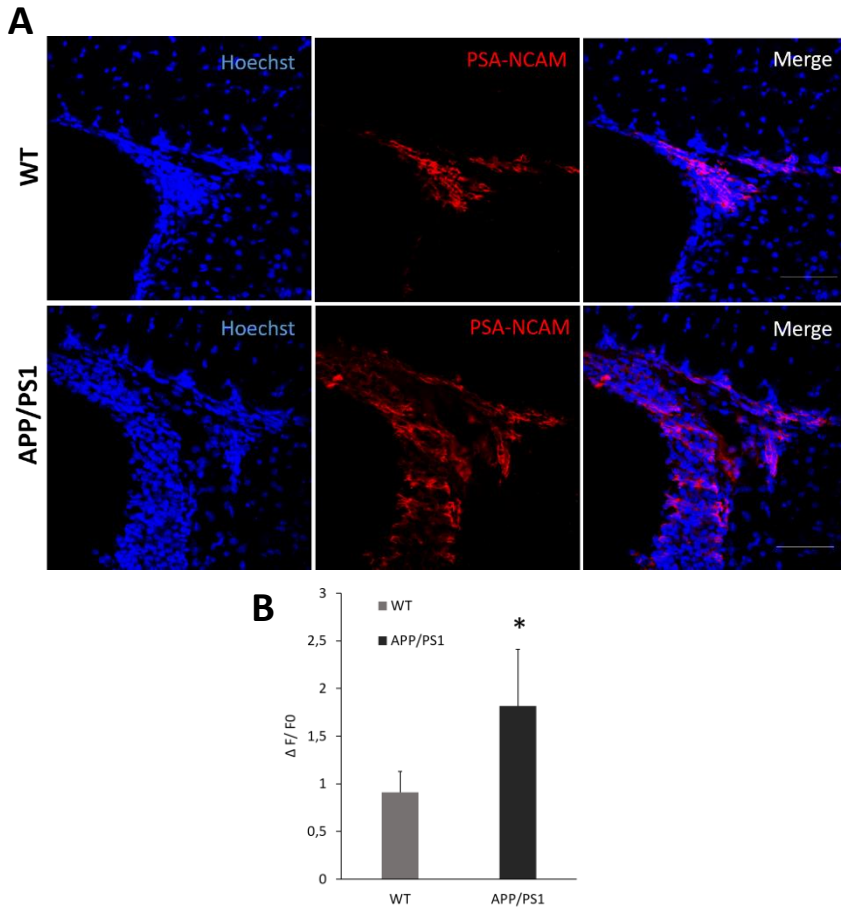 A
Hoechst
PSA-NCAM
Merge
WT
Hoechst
PSA-NCAM
Merge
APP/PS1
B
3
WT
2,5
*
APP/PS1
2
1,5
Δ F/ F0
1
0,5
0
WT APP/PS1